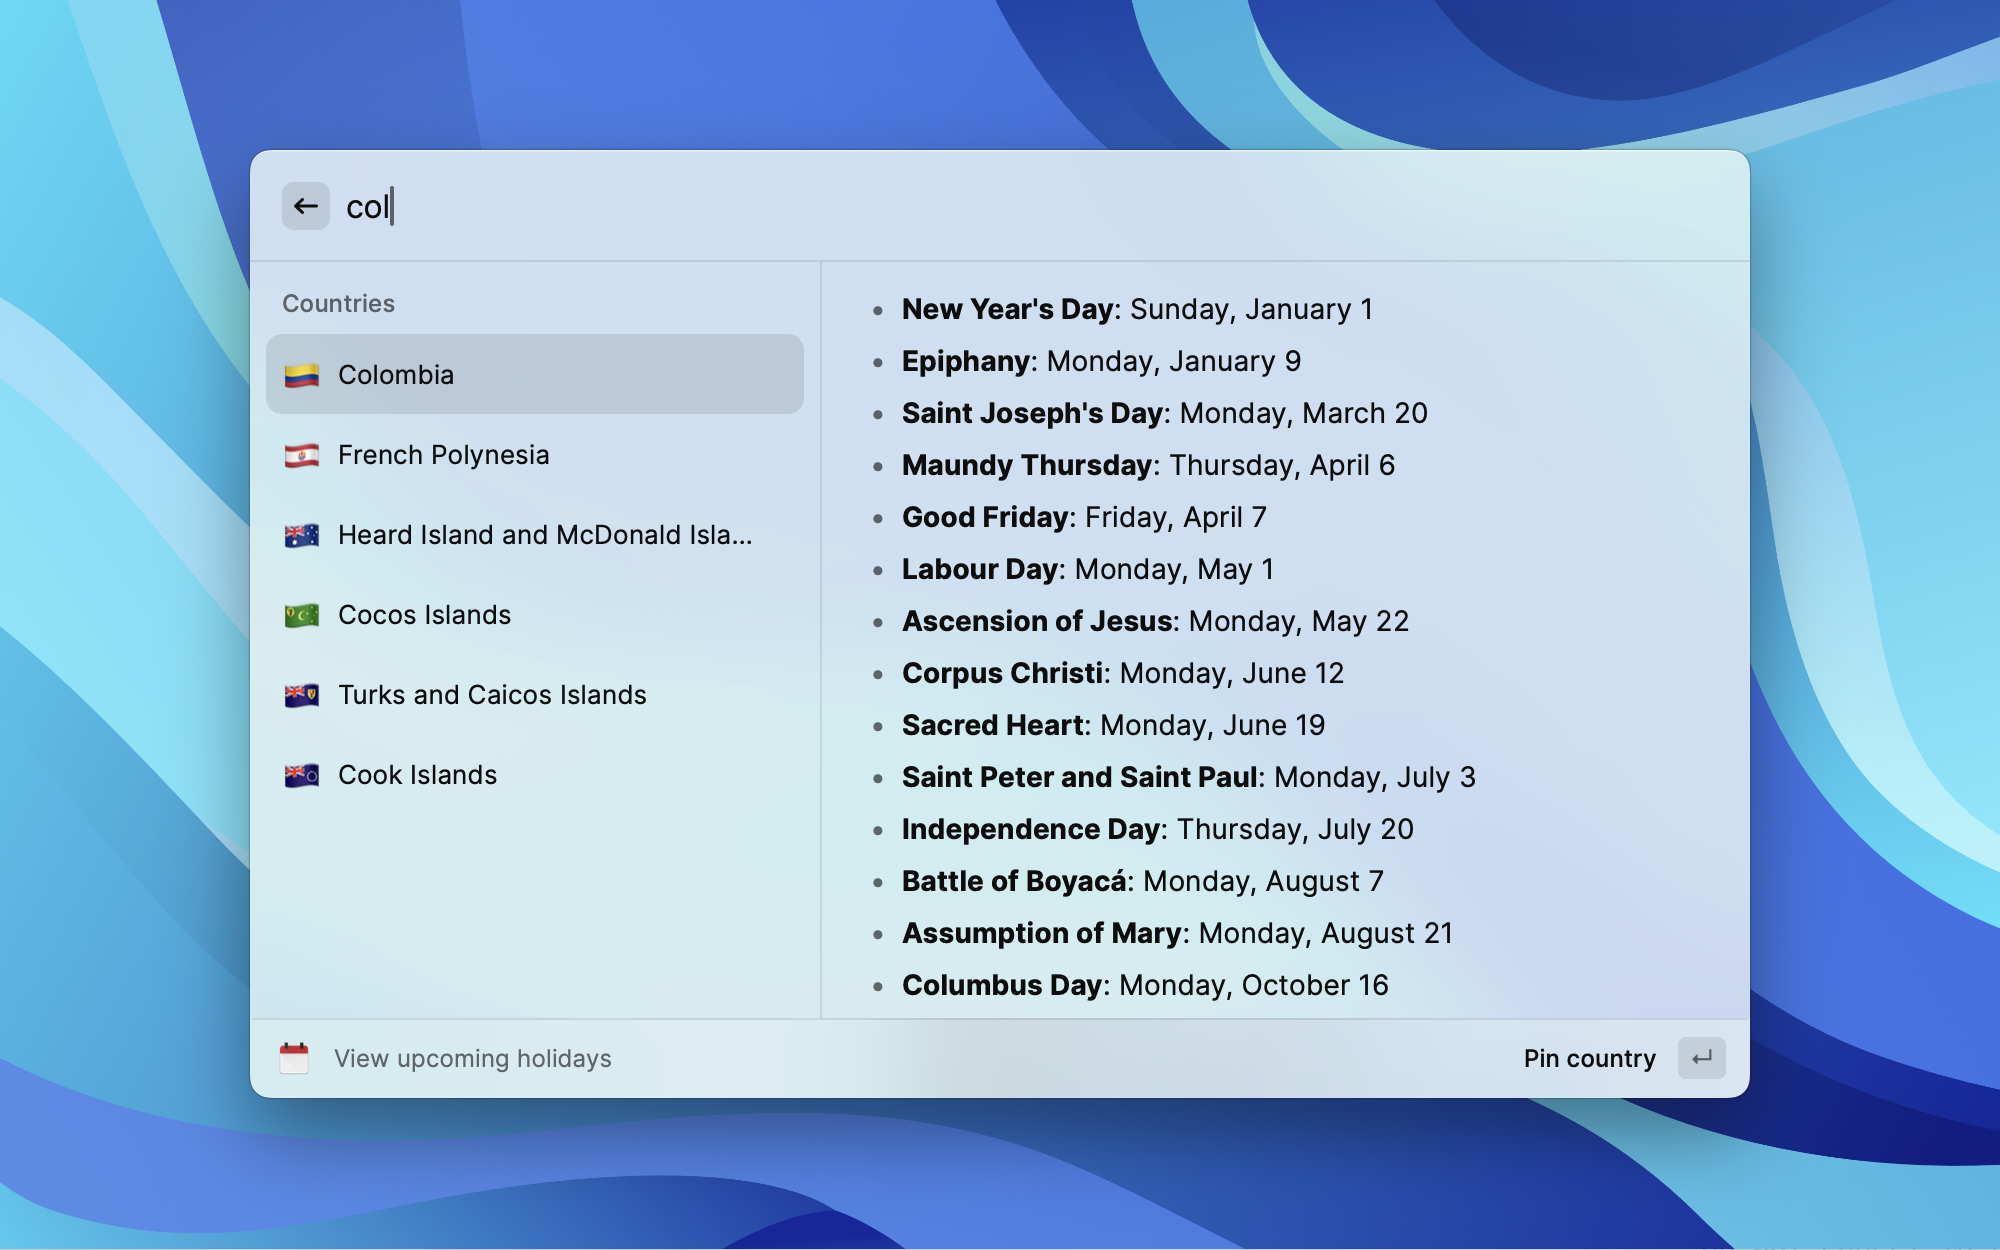 col
Countries
Colombia
French Polynesia
Heard Island and McDonald Isla...
Cocos Islands
Turks and Caicos Islands
Cook Islands
• New Year's Day: Sunday, January 1
• Epiphany: Monday, January 9
• Saint Joseph's Day: Monday, March 20
• Maundy Thursday: Thursday, April 6
• Good Friday: Friday, April 7
• Labour Day: Monday, May 1
• Ascension of Jesus: Monday, May 22
• Corpus Christi: Monday, June 12
• Sacred Heart: Monday, June 19
• Saint Peter and Saint Paul: Monday, July 3
• Independence Day: Thursday, July 20
• Battle of Boyacá: Monday, August 7
• Assumption of Mary: Monday, August 21
• Columbus Day: Monday, October 16
View upcoming holidays
Pin country